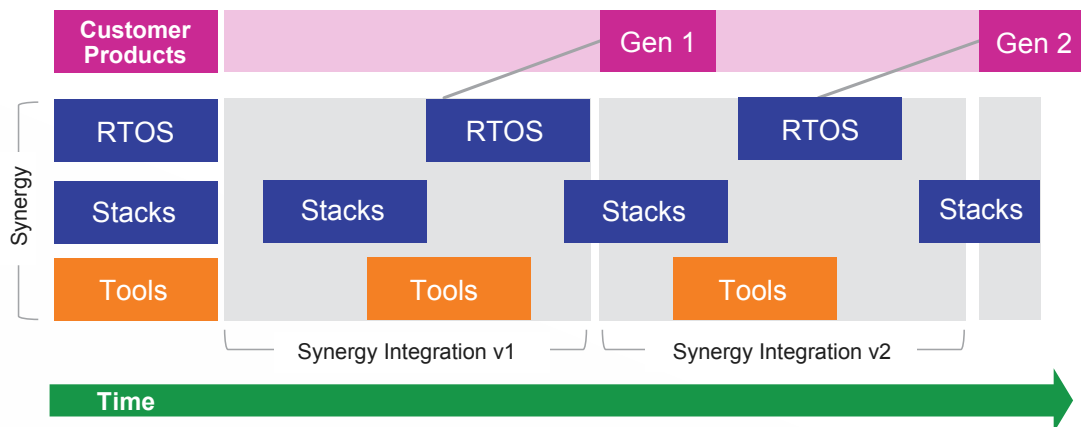 Customer
Products
Gen 1
Gen 2
Synergy
RTOS
RTOS
RTOS
Stacks
Stacks
Stacks
Stacks
Tools
Tools
Tools
Synergy Integration v1
Synergy Integration v2
Time